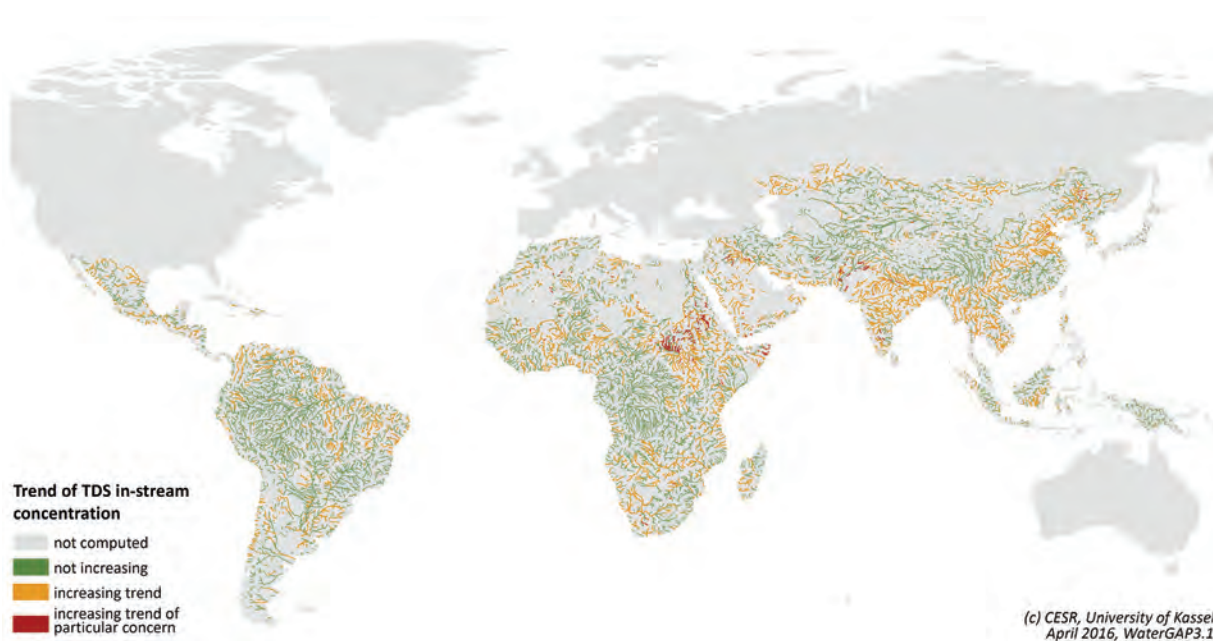 Trend of TDS in-stream
concentration
not computed
not increasing
increasing trend
increasing trend of
particular concern
(c) CESR, University of Kassel
April 2016, WaterGAP3.1